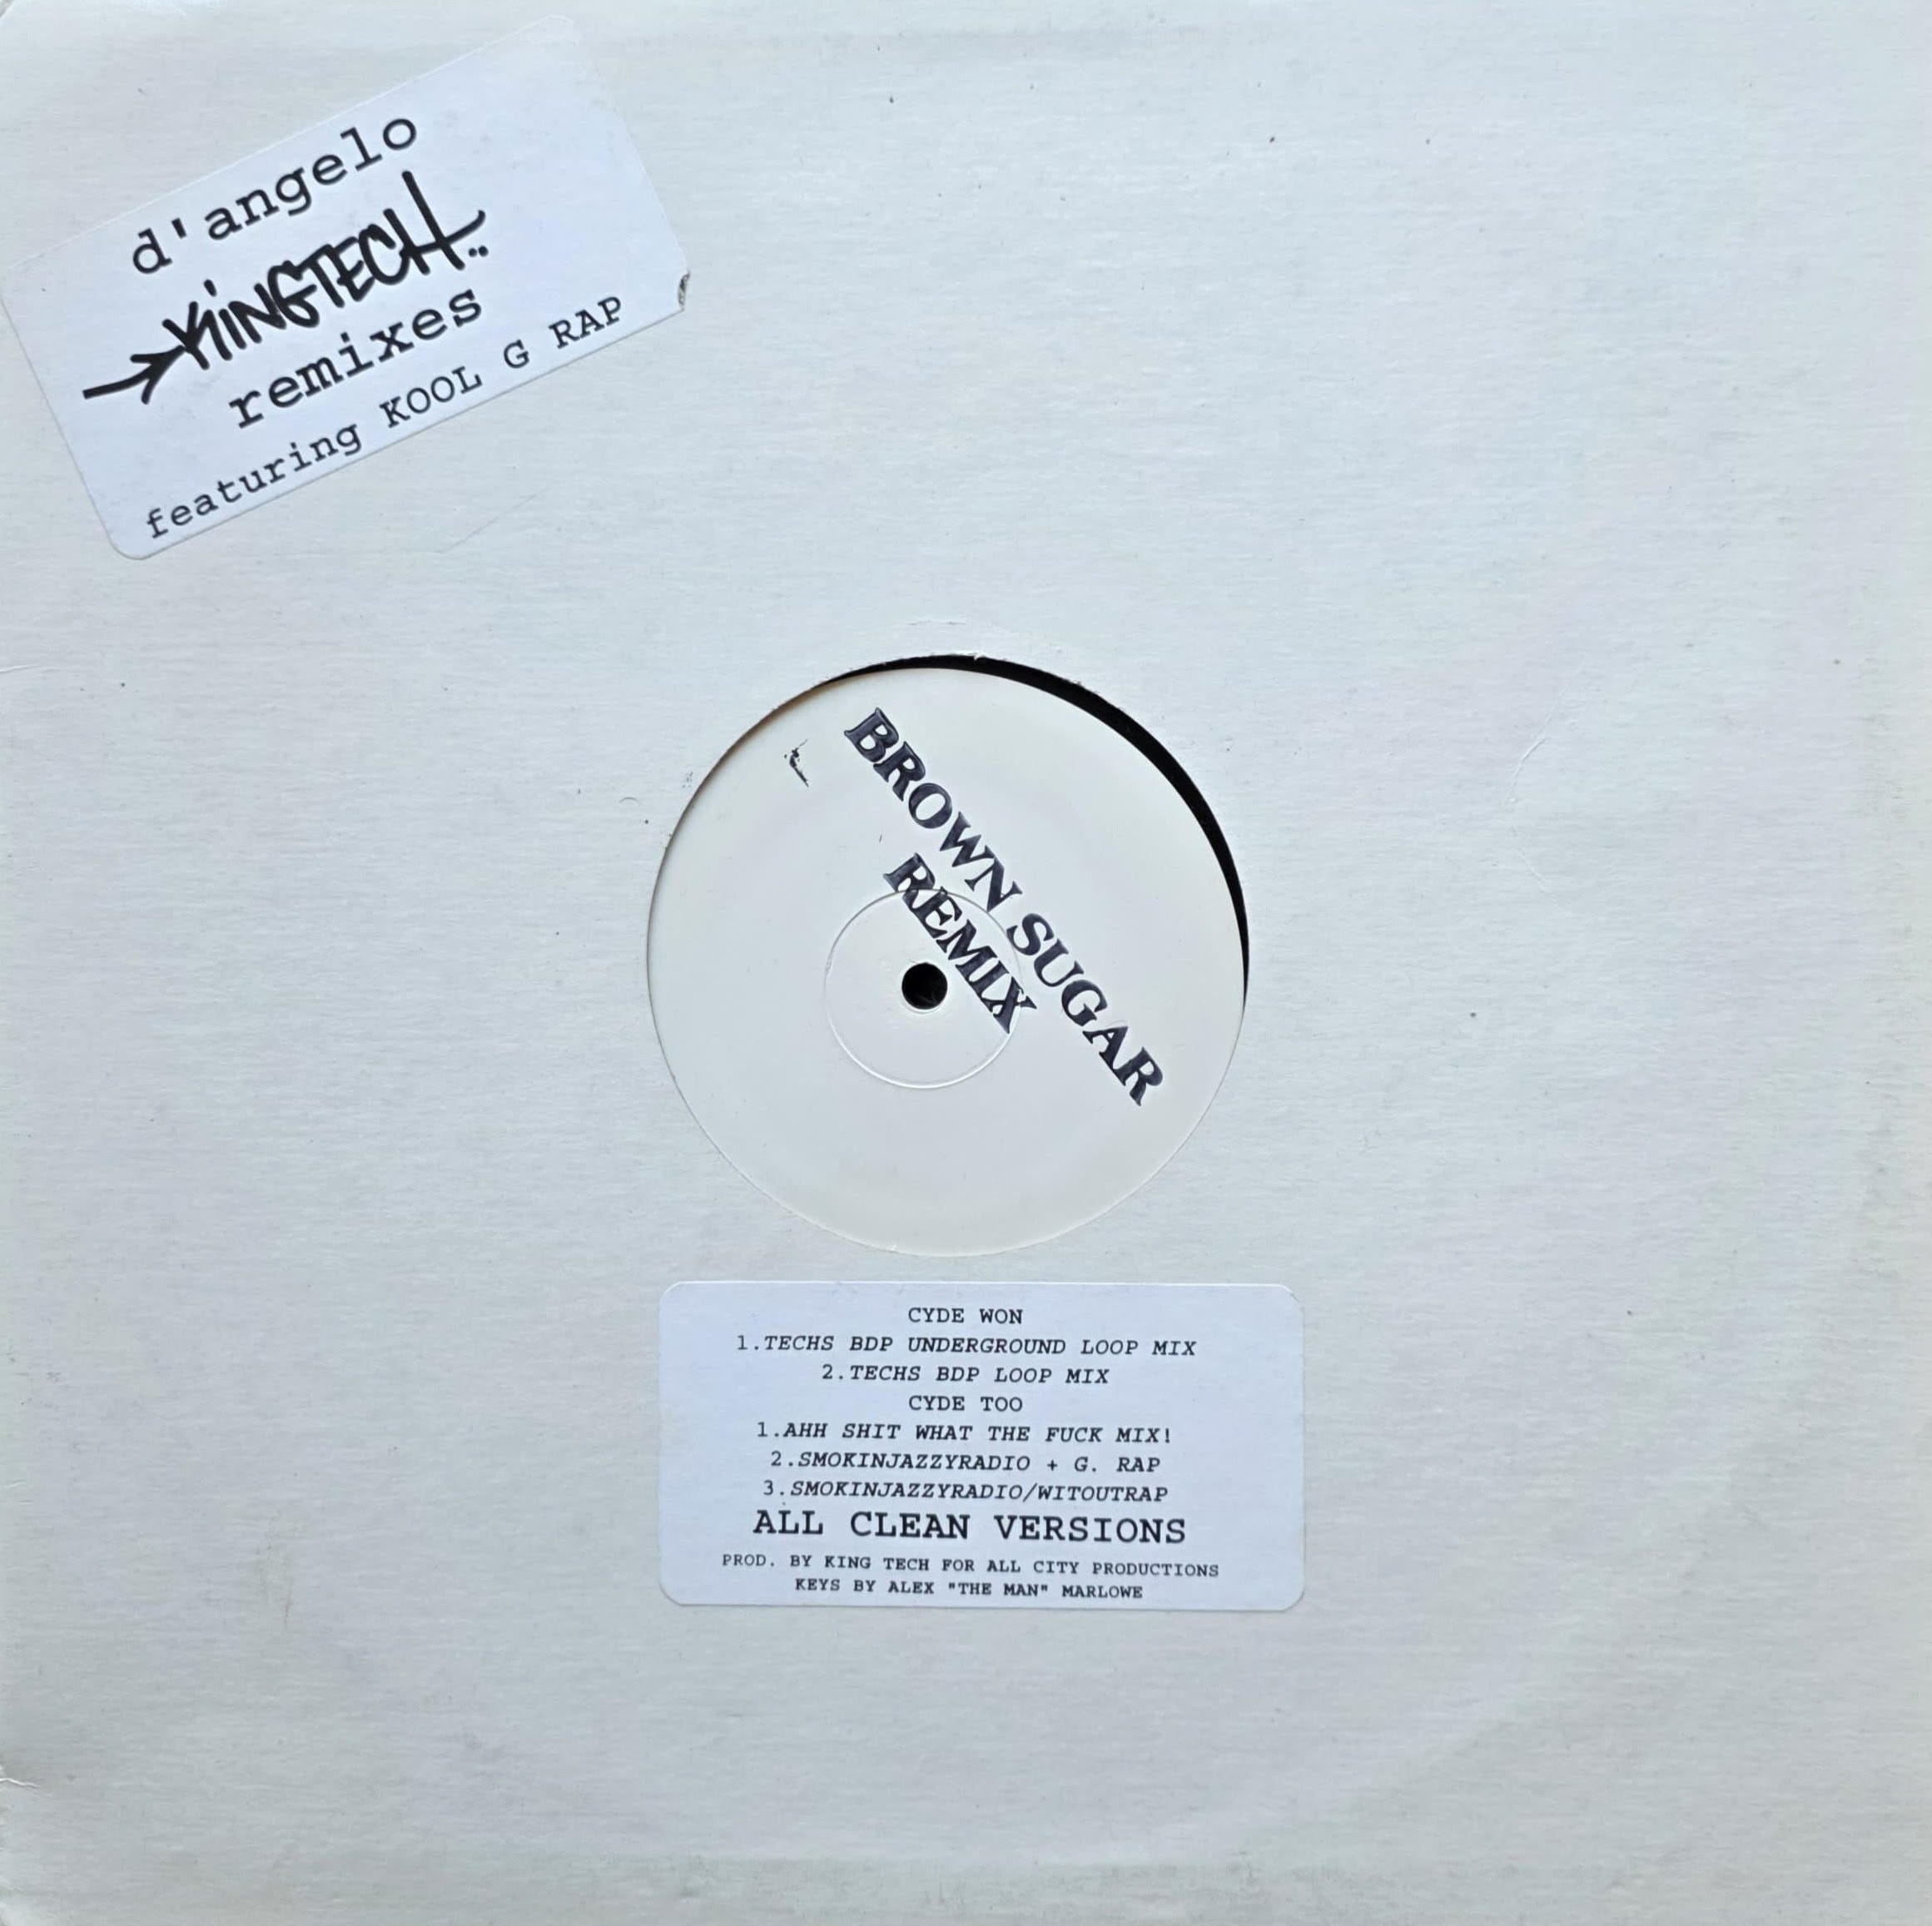 d'angelo
KiNGTECH
remixes
featuring KOOL G RAP
BROWN SUGAR
REMIX
CYDE WON
1.TECHS BDP UNDERGROUND LOOP MIX
2.TECHS BDP LOOP MIX
CYDE TOO
1.AHH SHIT WHAT THE FUCK MIX!
2.SMOKINJAZZYRADIO + G. RAP
3.SMOKINJAZZYRADIO/WITOUTRAP
ALL CLEAN VERSIONS
PROD. BY KING TECH FOR ALL CITY PRODUCTIONS
KEYS BY ALEX "THE MAN" MARLOWE